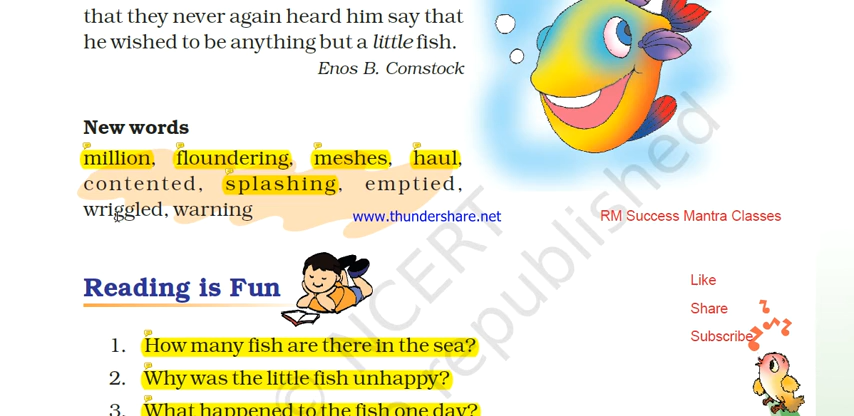 that they never again heard him say that
he wished to be anything but a little fish.
Enos B. Comstock
New words
million, floundering, meshes, haul,
contented, splashing, emptied,
wriggled, warning
www.thundershare.net
RM Success Mantra Classes
Reading is Fun
Like
Share
Subscribe
1. How many fish are there in the sea?
2. Why was the little fish unhappy?
3. What happened to the fish one day?
© NCERT
republished